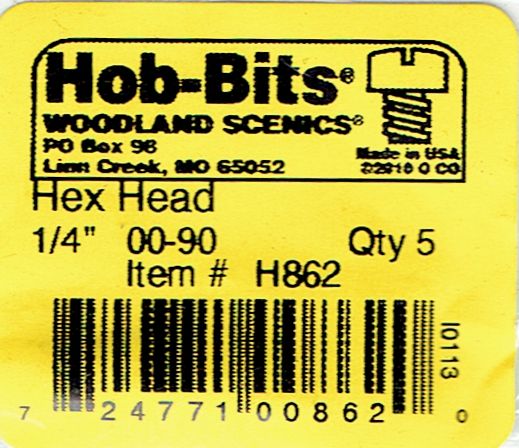 Hob-Bits®
WOODLAND SCENICS®
PO Box 98
Linn Creek, MO 65052
Made in USA
Hex Head
1/4" 00-90 Qty 5
Item # H862
I0113
7 24771 00862 0